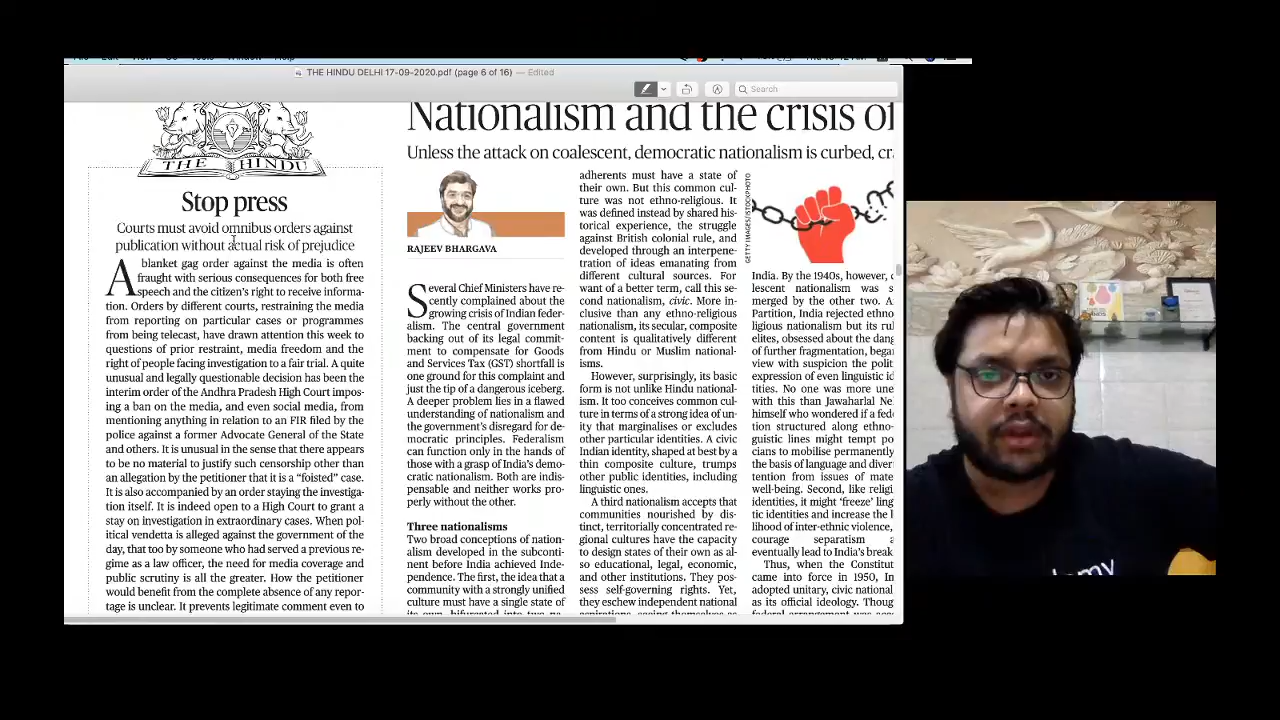 THE HINDU DELHI 17-09-2020.pdf (page 6 of 16) — Edited
Search
THE HINDU
Stop press
Courts must avoid omnibus orders against
publication without actual risk of prejudice
A blanket gag order against the media is often
fraught with serious consequences for both free
speech and the citizen's right to receive informa-
tion. Orders by different courts, restraining the media
from reporting on particular cases or programmes
from being telecast, have drawn attention this week to
questions of prior restraint, media freedom and the
right of people facing investigation to a fair trial. A quite
unusual and legally questionable decision has been the
interim order of the Andhra Pradesh High Court impos-
ing a ban on the media, and even social media, from
mentioning anything in relation to an FIR filed by the
police against a former Advocate General of the State
and others. It is unusual in the sense that there appears
to be no material to justify such censorship other than
an allegation by the petitioner that it is a "foisted" case.
It is also accompanied by an order staying the investiga-
tion itself. It is indeed open to a High Court to grant a
stay on investigation in extraordinary cases. When pol-
itical vendetta is alleged against the government of the
day, that too by someone who had served a previous re-
gime as a law officer, the need for media coverage and
public scrutiny is all the greater. How the petitioner
would benefit from the complete absence of any repor-
tage is unclear. It prevents legitimate comment even to
Nationalism and the crisis of
Unless the attack on coalescent, democratic nationalism is curbed, cr
RAJEEV BHARGAVA
Several Chief Ministers have re-
cently complained about the
growing crisis of Indian feder-
alism. The central government
backing out of its legal commit-
ment to compensate for Goods
and Services Tax (GST) shortfall is
one ground for this complaint and
just the tip of a dangerous iceberg.
A deeper problem lies in a flawed
understanding of nationalism and
the government's disregard for de-
mocratic principles. Federalism
can function only in the hands of
those with a grasp of India's demo-
cratic nationalism. Both are indis-
pensable and neither works pro-
perly without the other.
Three nationalisms
Two broad conceptions of nation-
alism developed in the subconti-
nent before India achieved Inde-
pendence. The first, the idea that a
community with a strongly unified
culture must have a single state of
its own, bifurcated into two na-
adherents must have a state of
their own. But this common cul-
ture was not ethno-religious. It
was defined instead by shared his-
torical experience, the struggle
against British colonial rule, and
developed through an interpene-
tration of ideas emanating from
different cultural sources. For
want of a better term, call this se-
cond nationalism, civic. More in-
clusive than any ethno-religious
nationalism, its secular, composite
content is qualitatively different
from Hindu or Muslim national-
isms.
However, surprisingly, its basic
form is not unlike Hindu national-
ism. It too conceives common cul-
ture in terms of a strong idea of un-
ity that marginalises or excludes
other particular identities. A civic
Indian identity, shaped at best by a
thin composite culture, trumps
other public identities, including
linguistic ones.
A third nationalism accepts that
communities nourished by dis-
tinct, territorially concentrated re-
gional cultures have the capacity
to design states of their own as al-
so educational, legal, economic,
and other institutions. They pos-
sess self-governing rights. Yet,
they eschew independent national
GETTY IMAGES/ISTOCKPHOTO
India. By the 1940s, however, c
lescent nationalism was s
merged by the other two. A
Partition, India rejected ethno
ligious nationalism but its ru
elites, obsessed about the dang
of further fragmentation, bega
view with suspicion the polit
expression of even linguistic id
tities. No one was more une
with this than Jawaharlal Ne
himself who wondered if a fed
tion structured along ethno-
guistic lines might tempt po
cians to mobilise permanently
the basis of language and diver
tention from issues of mate
well-being. Second, like religi
identities, it might 'freeze' ling
tic identities and increase the l
lihood of inter-ethnic violence,
courage separatism a
eventually lead to India's break
Thus, when the Constitut
came into force in 1950, In
adopted unitary, civic national
as its official ideology. Thoug